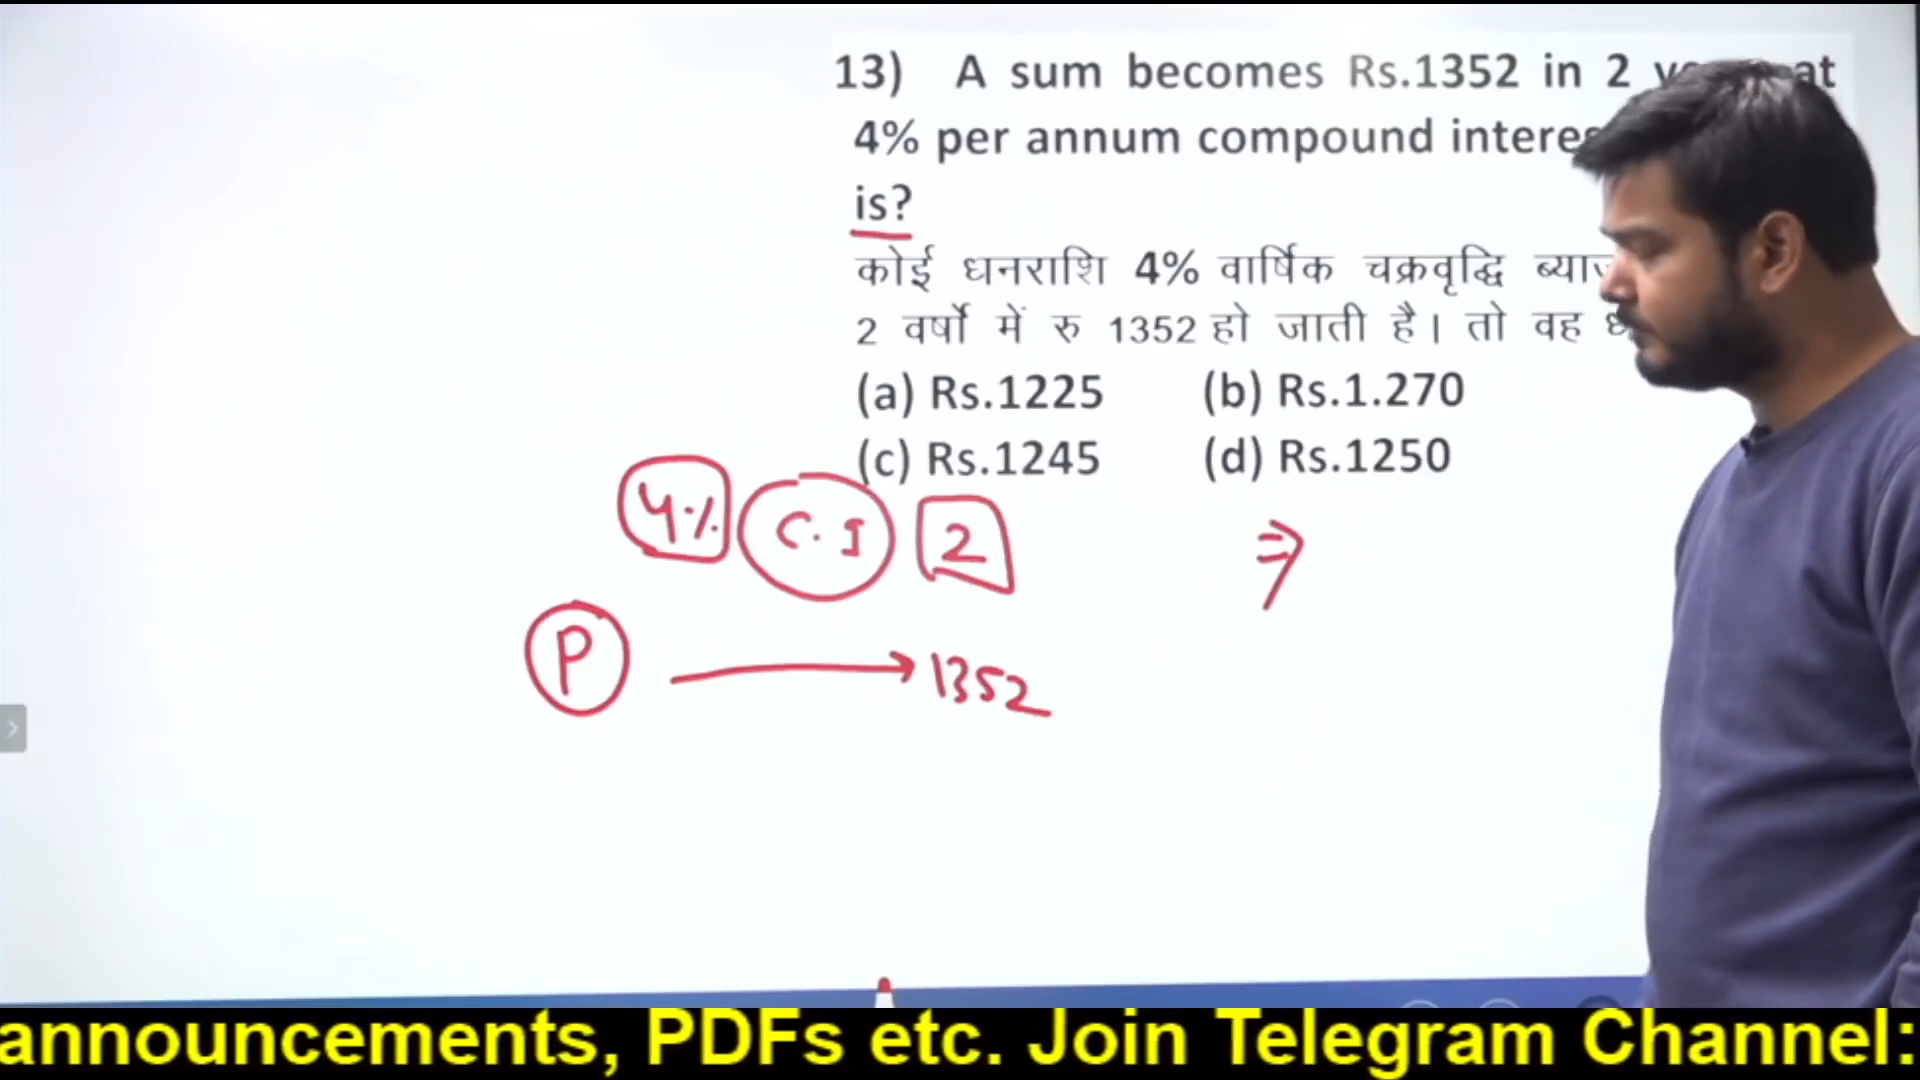 13) A sum becomes Rs.1352 in 2 at
4% per annum compound
is?
कोई धनराशि 4% वार्षिक चक्रवृद्धि
2 वर्षों में रु 1352 हो जाती है। तो वह
(a) Rs.1225 (b) Rs.1.270
(c) Rs.1245 (d) Rs.1250
4% C.I 2
⇒
P → 1352
announcements, PDFs etc. Join Telegram Channel: